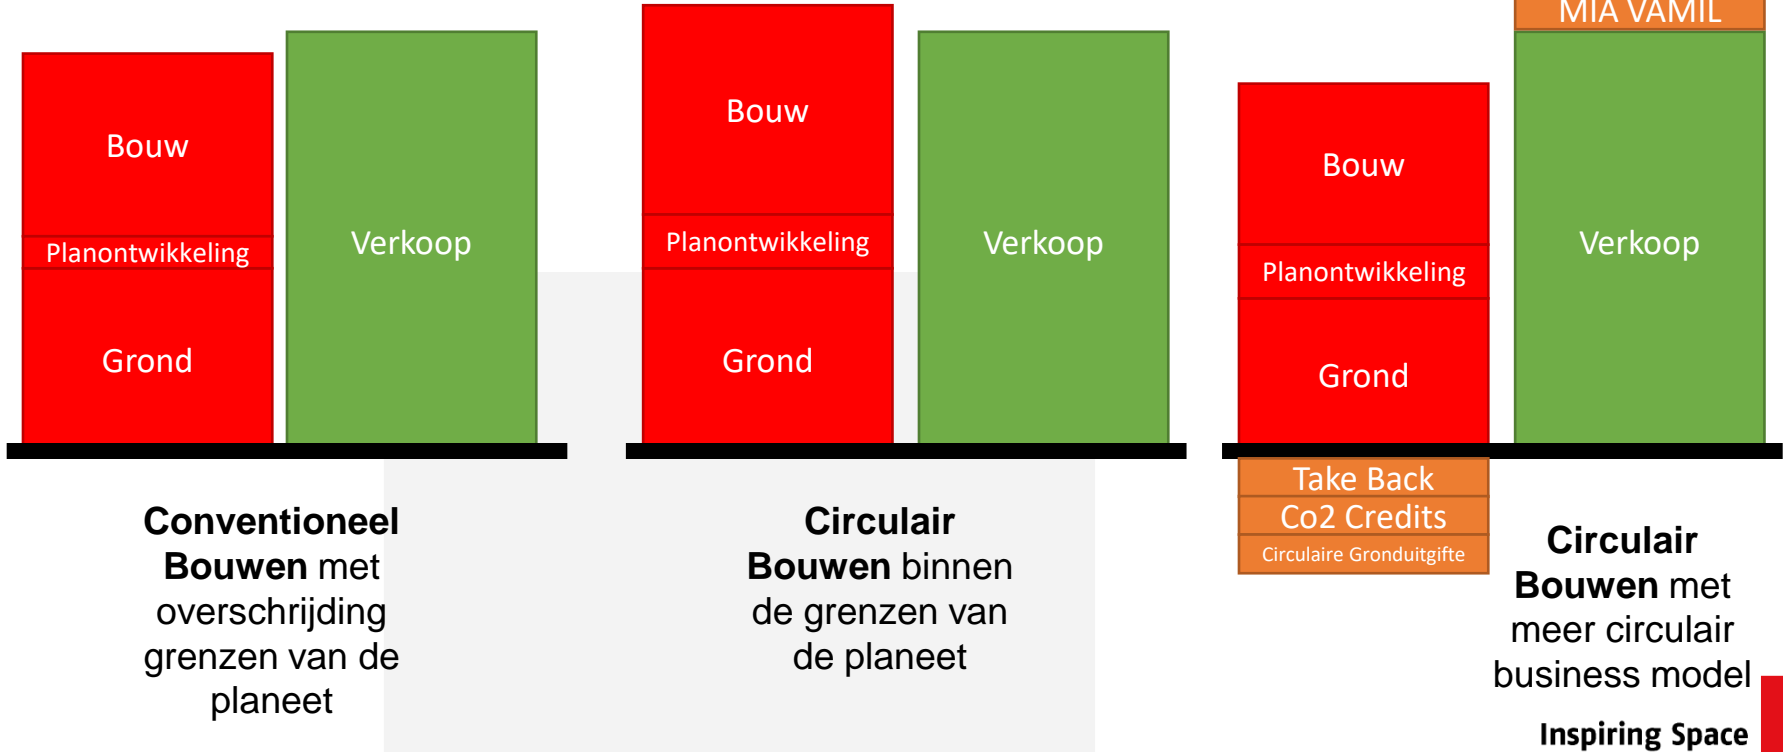 Bouw
Planontwikkeling
Grond
Verkoop
Conventioneel
Bouwen met
overschrijding
grenzen van de
planeet
Bouw
Planontwikkeling
Grond
Verkoop
Circulair
Bouwen binnen
de grenzen van
de planeet
MIA VAMIL
Bouw
Planontwikkeling
Grond
Verkoop
Take Back
Co2 Credits
Circulaire Gronduitgifte
Circulair
Bouwen met
meer circulair
business model
Inspiring Space